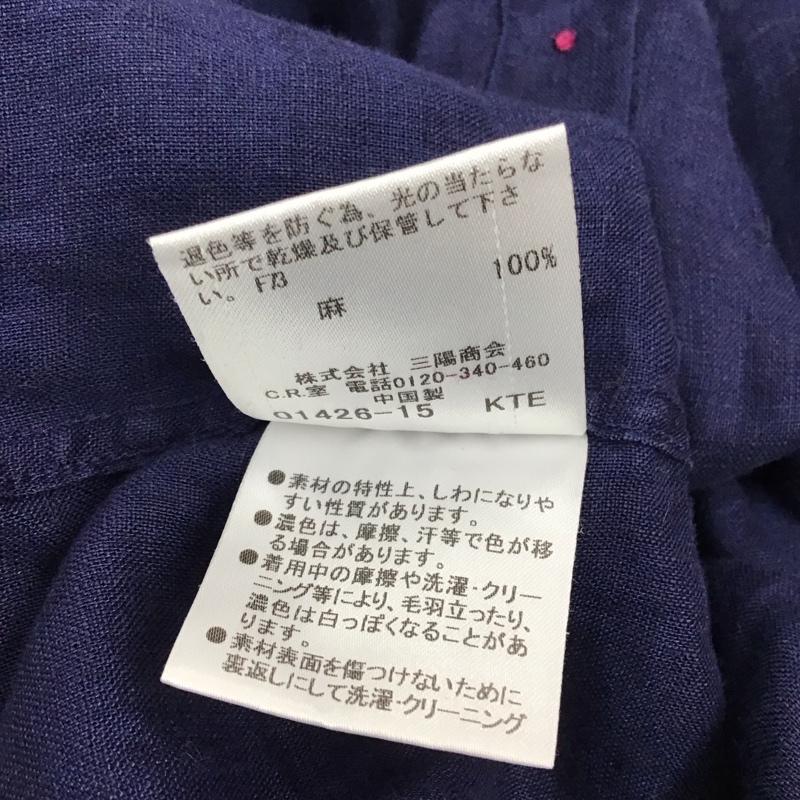 退色等を防ぐ為、光の当たらな
い所で乾燥及び保管して下さ
い。 FB
麻 100%
株式会社 三陽商会
C.R.室 電話0120-340-460
中国製
01426-15 KTE
●素材の特性上、しわになりや
すい性質があります。
●濃色は、摩擦、汗等で色が移
る場合があります。
●着用中の摩擦や洗濯・クリー
ニング等により、毛羽立ったり、
濃色は白っぽくなることがあ
ります。
●素材表面を傷つけないために
裏返しにして洗濯・クリーニング